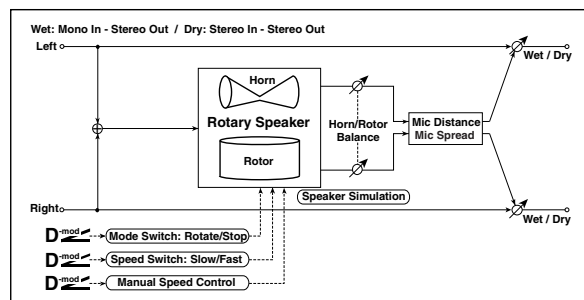 Wet: Mono In - Stereo Out / Dry: Stereo In - Stereo Out
Left
Wet / Dry
Horn
Rotary Speaker
Rotor
Horn/Rotor
Balance
Mic Distance
Mic Spread
Speaker Simulation
Right
Wet / Dry
D-mod
Mode Switch: Rotate/Stop
D-mod
Speed Switch: Slow/Fast
D-mod
Manual Speed Control